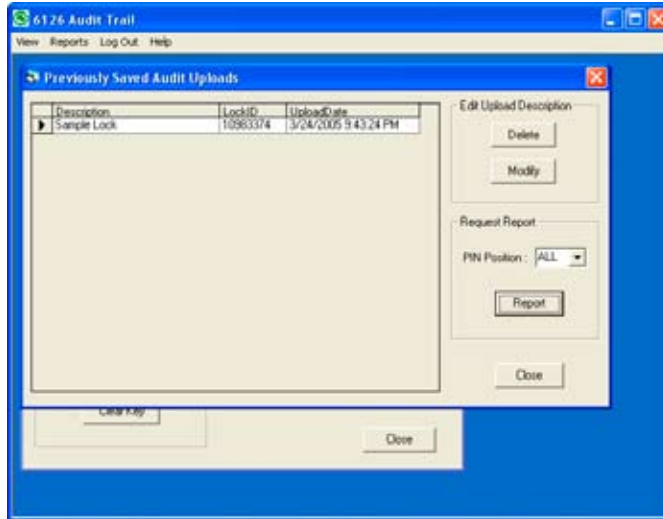 6126 Audit Trail
View Reports Log Out Help
Previously Saved Audit Uploads
Description LockID UploadDate
Sample Lock 10983374 3/24/2005 9:43:24 PM
Edit Upload Description
Delete
Modify
Request Report
PIN Position : ALL
Report
Close
Clear Key
Close